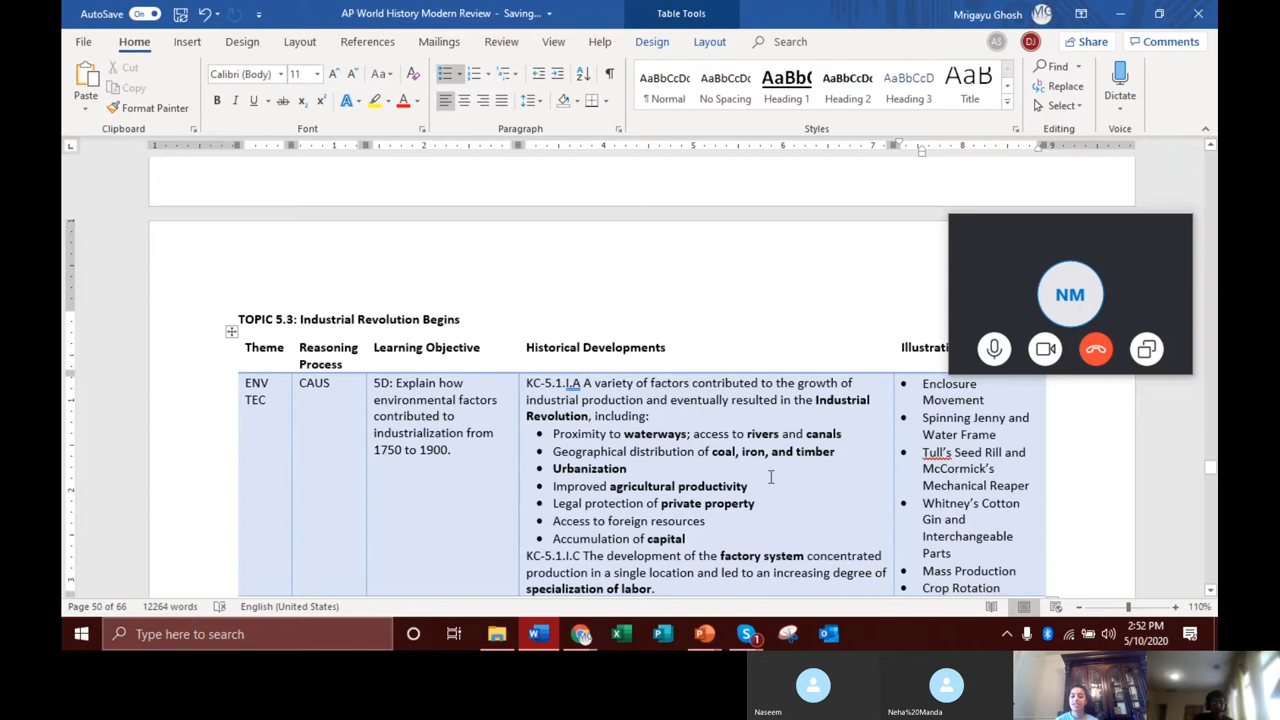 AutoSave On
AP World History Modern Review - Saving...
Table Tools
Mrigayu Ghosh
MG
File Home Insert Design Layout References Mailings Review View Help Design Layout Search
AS DJ Share Comments
Paste
Cut
Copy
Format Painter
Clipboard
Calibri (Body) 11
Font
Paragraph
AaBbCcDc AaBbCcDc AaBbCc AaBbCcDc AaBbCcD AaB
¶ Normal No Spacing Heading 1 Heading 2 Heading 3 Title
Styles
Find
Replace
Select
Editing
Dictate
Voice
NM
TOPIC 5.3: Industrial Revolution Begins
Theme Reasoning Process Learning Objective Historical Developments Illustrati
ENV
TEC
CAUS
5D: Explain how
environmental factors
contributed to
industrialization from
1750 to 1900.
KC-5.1.I.A A variety of factors contributed to the growth of
industrial production and eventually resulted in the Industrial
Revolution, including:
• Proximity to waterways; access to rivers and canals
• Geographical distribution of coal, iron, and timber
• Urbanization
• Improved agricultural productivity
• Legal protection of private property
• Access to foreign resources
• Accumulation of capital
KC-5.1.I.C The development of the factory system concentrated
production in a single location and led to an increasing degree of
specialization of labor.
• Enclosure
Movement
• Spinning Jenny and
Water Frame
• Tull's Seed Rill and
McCormick's
Mechanical Reaper
• Whitney's Cotton
Gin and
Interchangeable
Parts
• Mass Production
• Crop Rotation
Page 50 of 66 12264 words English (United States) 110%
Type here to search
2:52 PM
5/10/2020
Naseem
Neha%20Manda